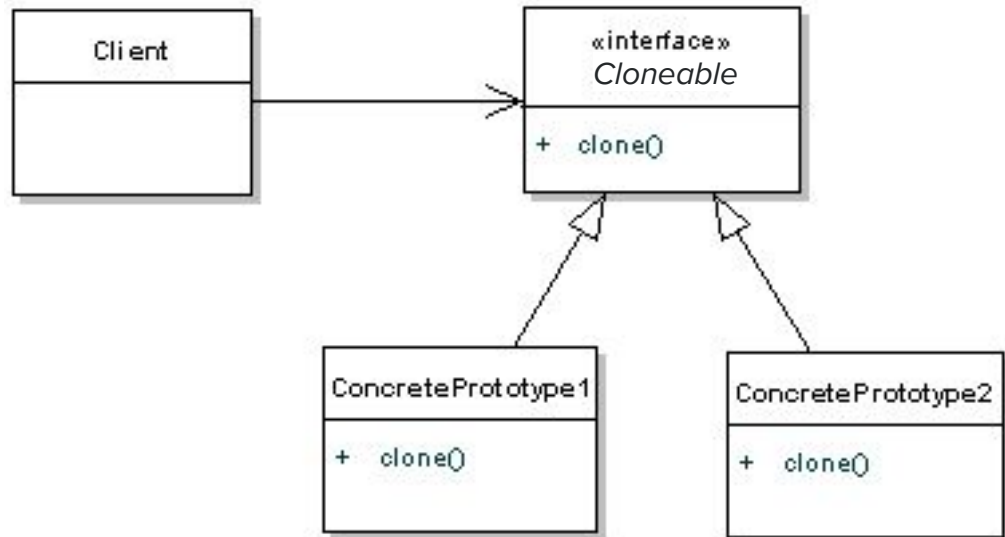 Client
«interface»
Cloneable
+ clone()
ConcretePrototype1
+ clone()
ConcretePrototype2
+ clone()